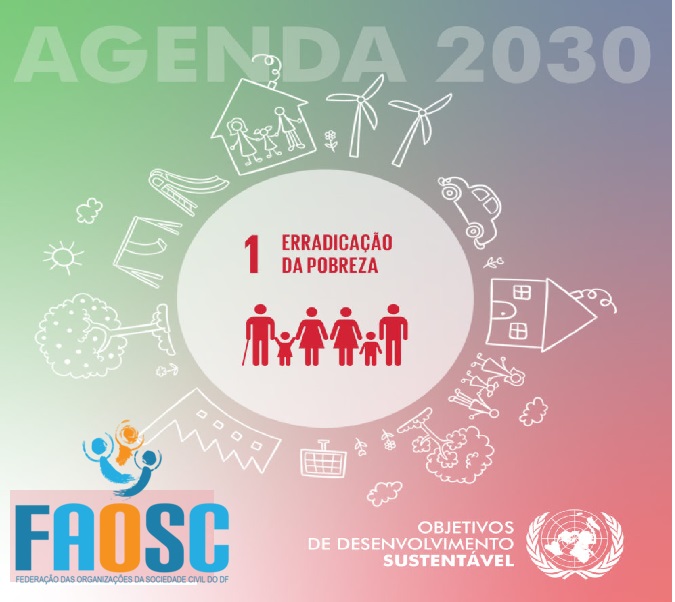 AGENDA 2030
1 ERRADICAÇÃO
DA POBREZA
FAOSC
FEDERAÇÃO DAS ORGANIZAÇÕES DA SOCIEDADE CIVIL DO DF
OBJETIVOS
DE DESENVOLVIMENTO
SUSTENTÁVEL